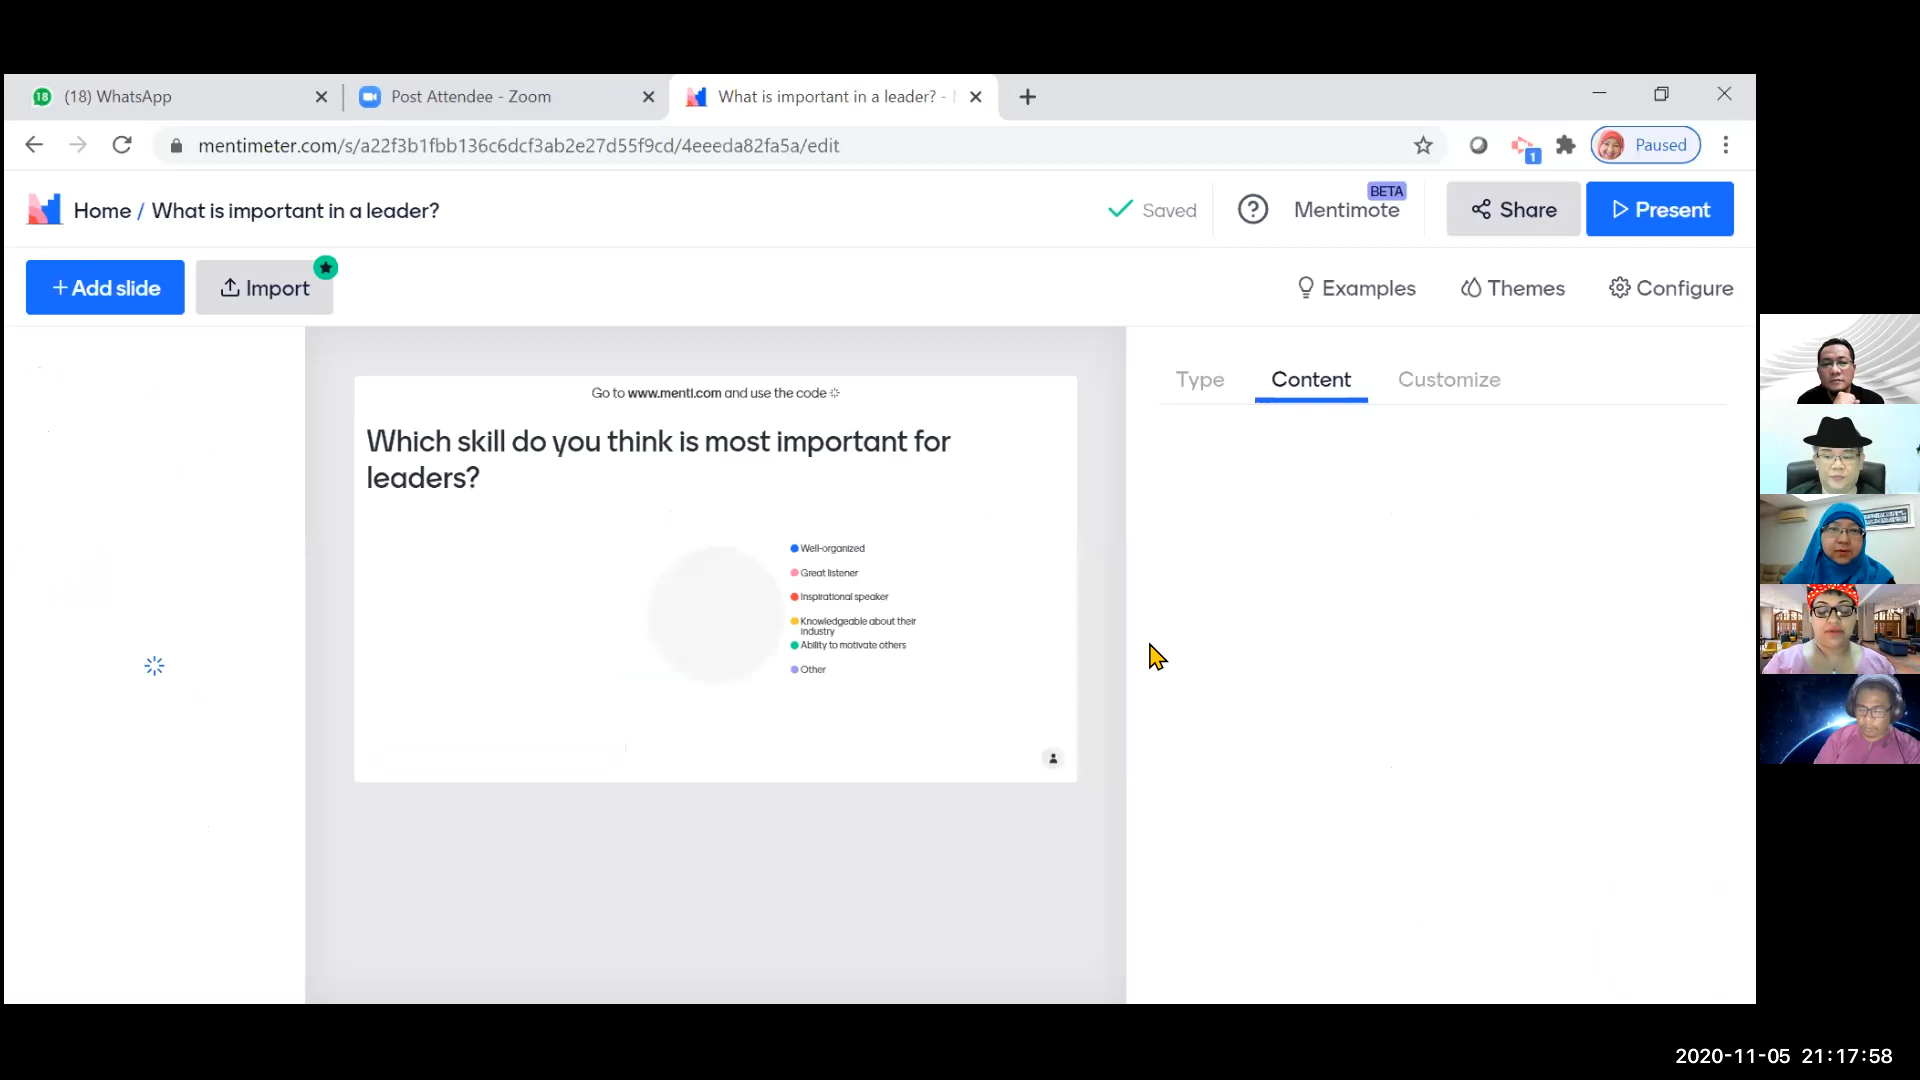 18 (18) WhatsApp
Post Attendee - Zoom
What is important in a leader? -
mentimeter.com/s/a22f3b1fbb136c6dcf3ab2e27d55f9cd/4eeeda82fa5a/edit
1
Paused
Home / What is important in a leader?
Saved
Mentimote
BETA
Share
Present
+ Add slide
Import
Examples
Themes
Configure
Type
Content
Customize
Go to www.menti.com and use the code
Which skill do you think is most important for
leaders?
Well-organized
Great listener
Inspirational speaker
Knowledgeable about their
industry
Ability to motivate others
Other
2020-11-05 21:17:58